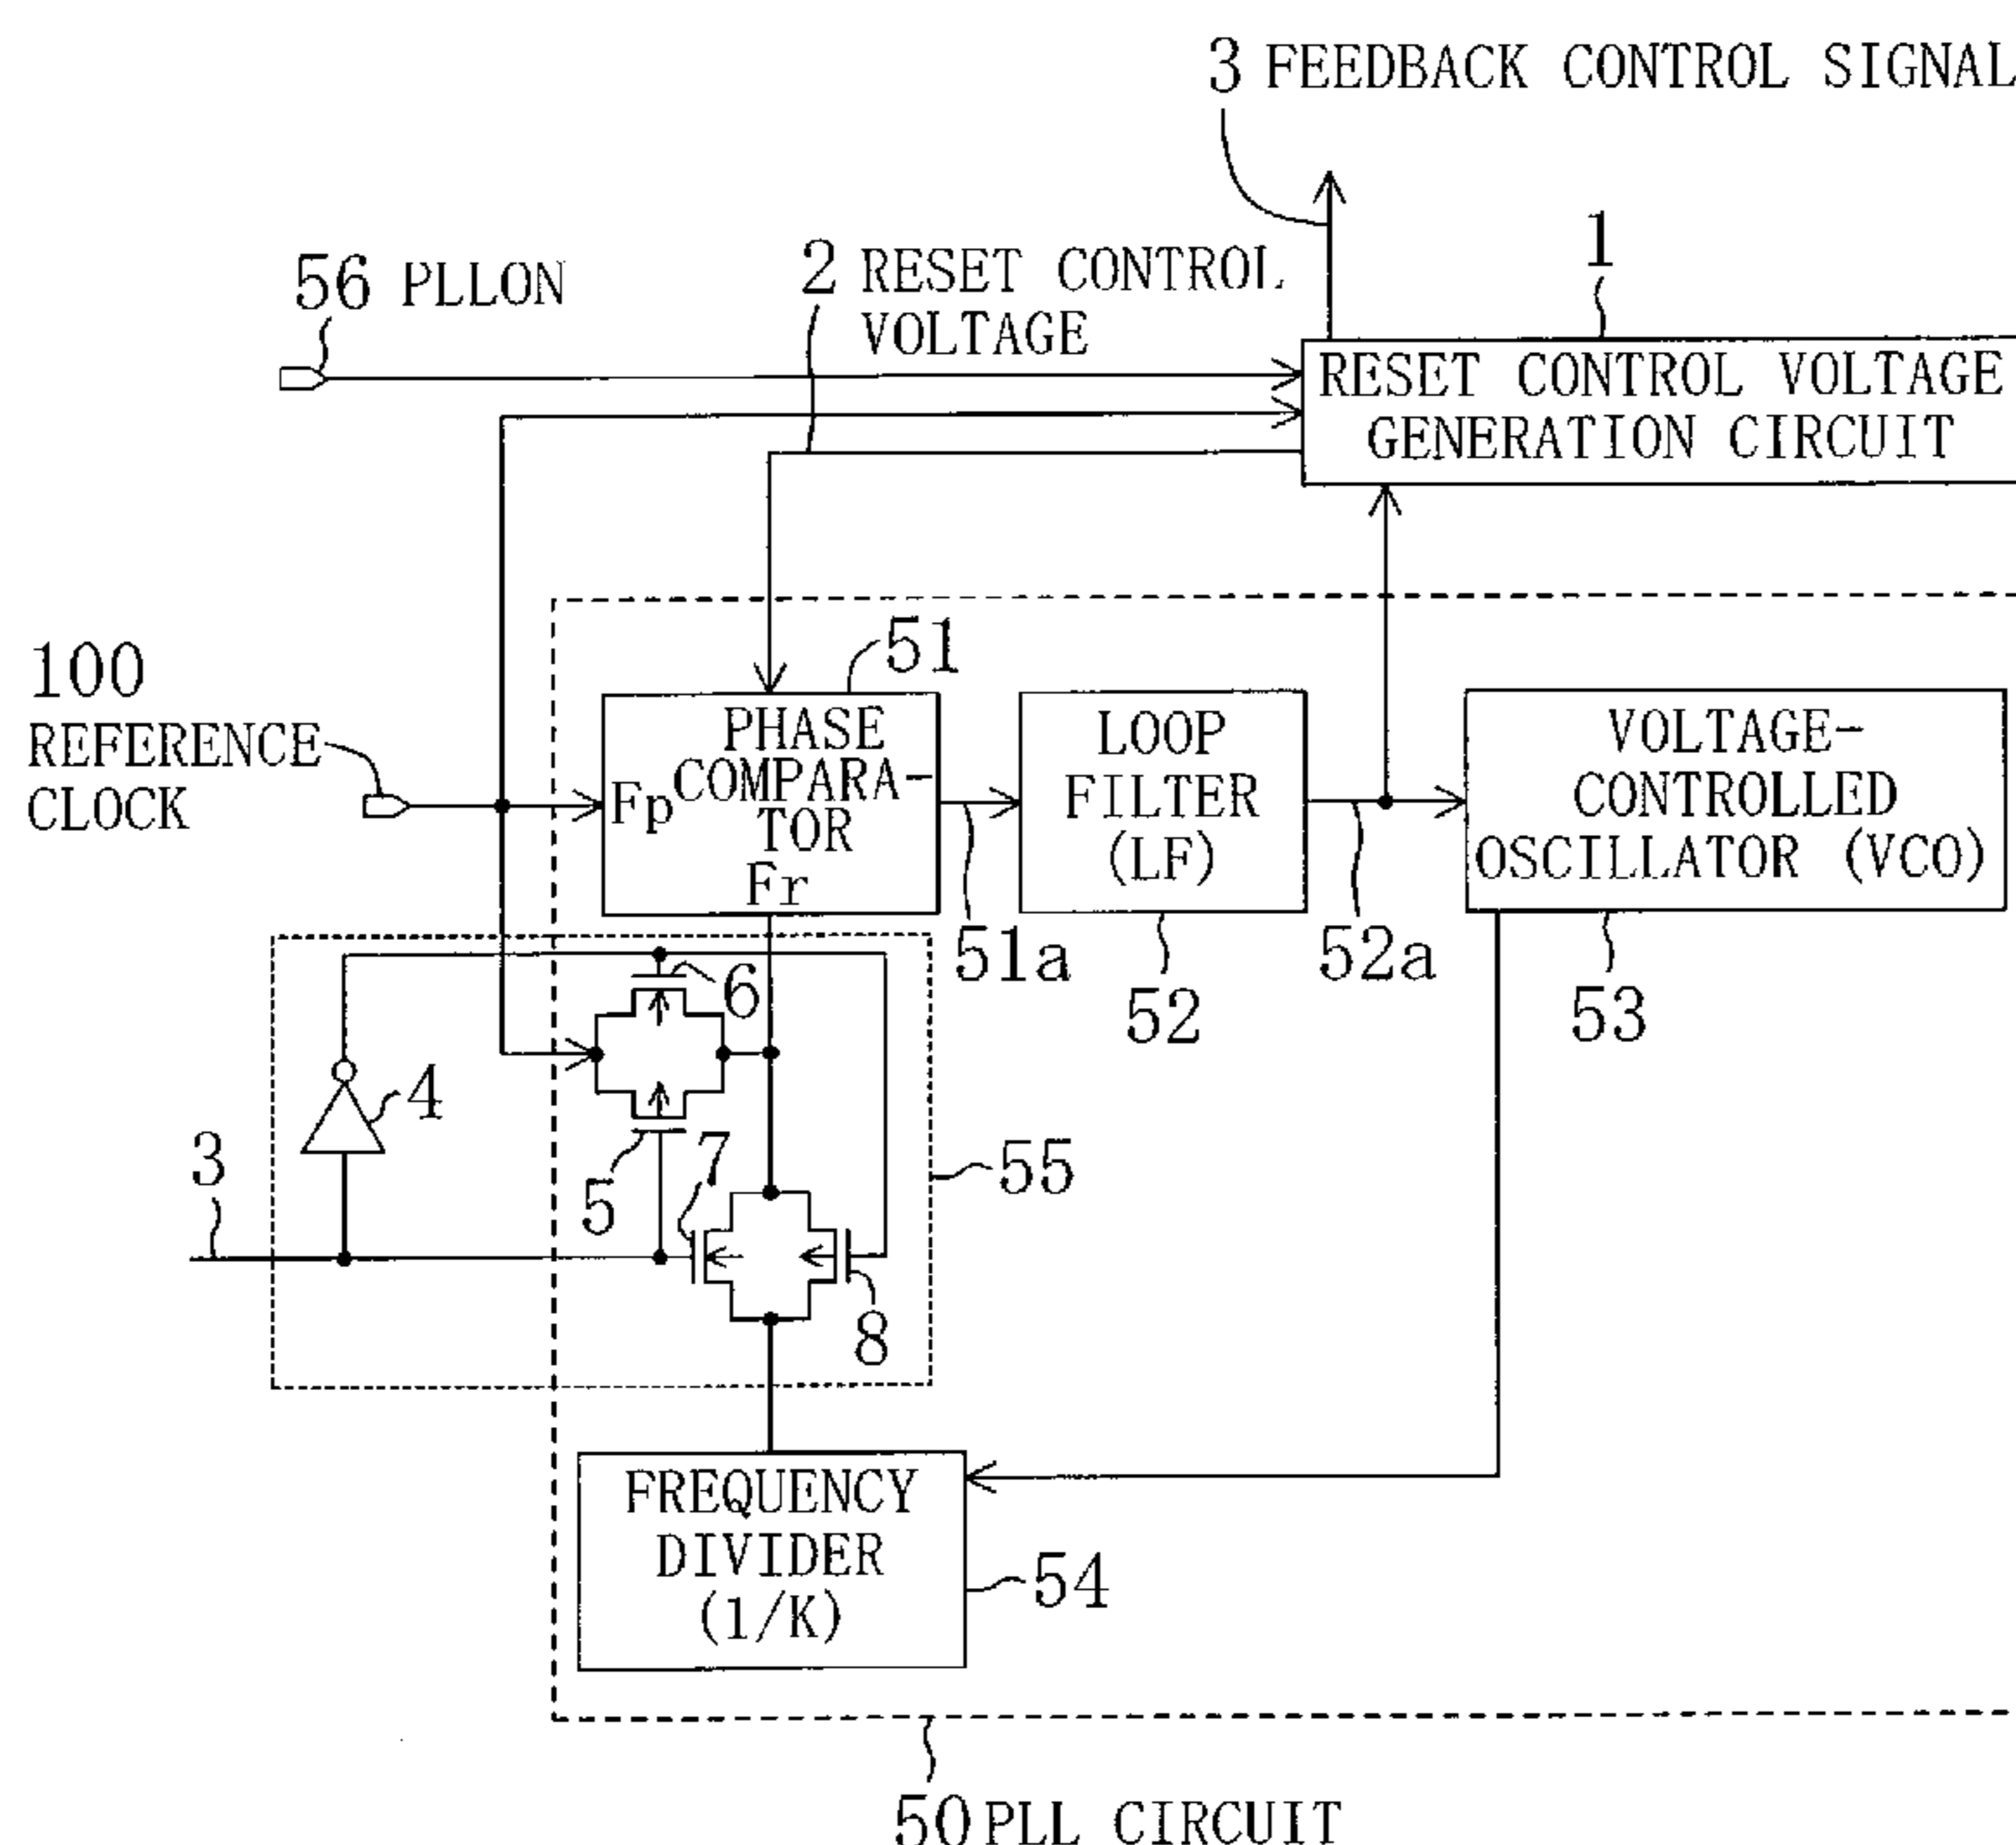 3 FEEDBACK CONTROL SIGNAL
56 PLLON
2 RESET CONTROL
VOLTAGE
1
RESET CONTROL VOLTAGE
GENERATION CIRCUIT
100
REFERENCE
CLOCK
51
PHASE
COMPARA-
TOR
Fp
Fr
51a
LOOP
FILTER
(LF)
52
52a
VOLTAGE-
CONTROLLED
OSCILLATOR (VCO)
53
6
4
3
5
7
8
55
FREQUENCY
DIVIDER
(1/K)
54
50 PLL CIRCUIT